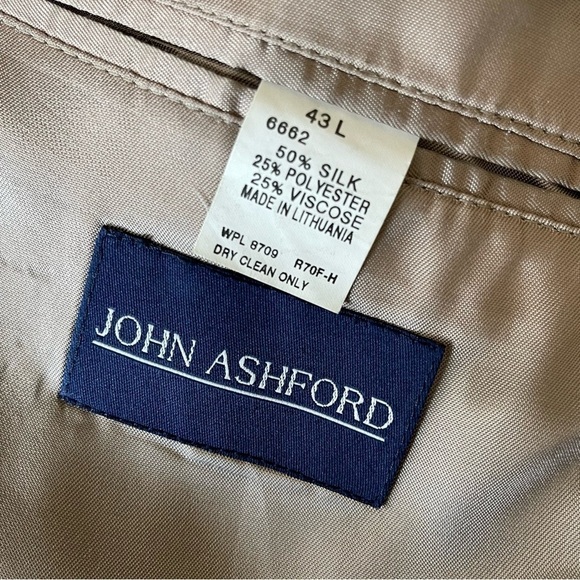 43 L
6662
50% SILK
25% POLYESTER
25% VISCOSE
MADE IN LITHUANIA
WPL 8709 R70F-H
DRY CLEAN ONLY
JOHN ASHFORD